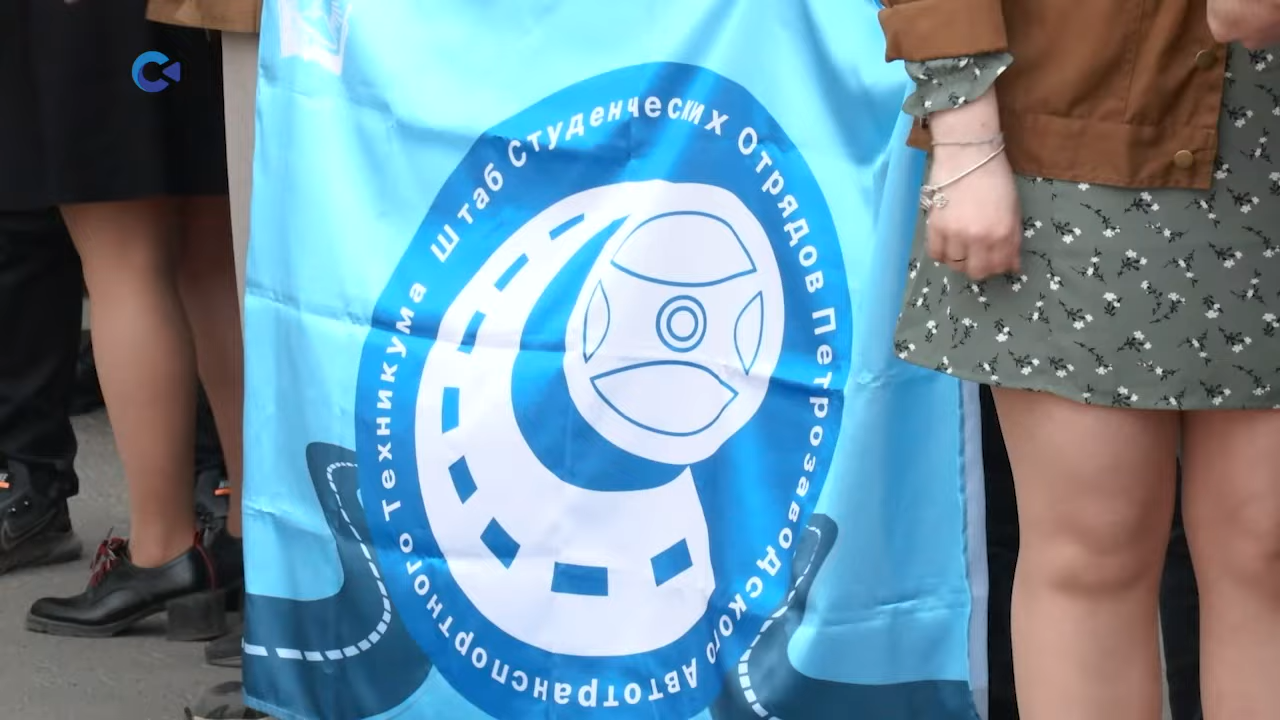 Штаб Студенческих Отрядов Петрозаводского Автотранспортного Техникума